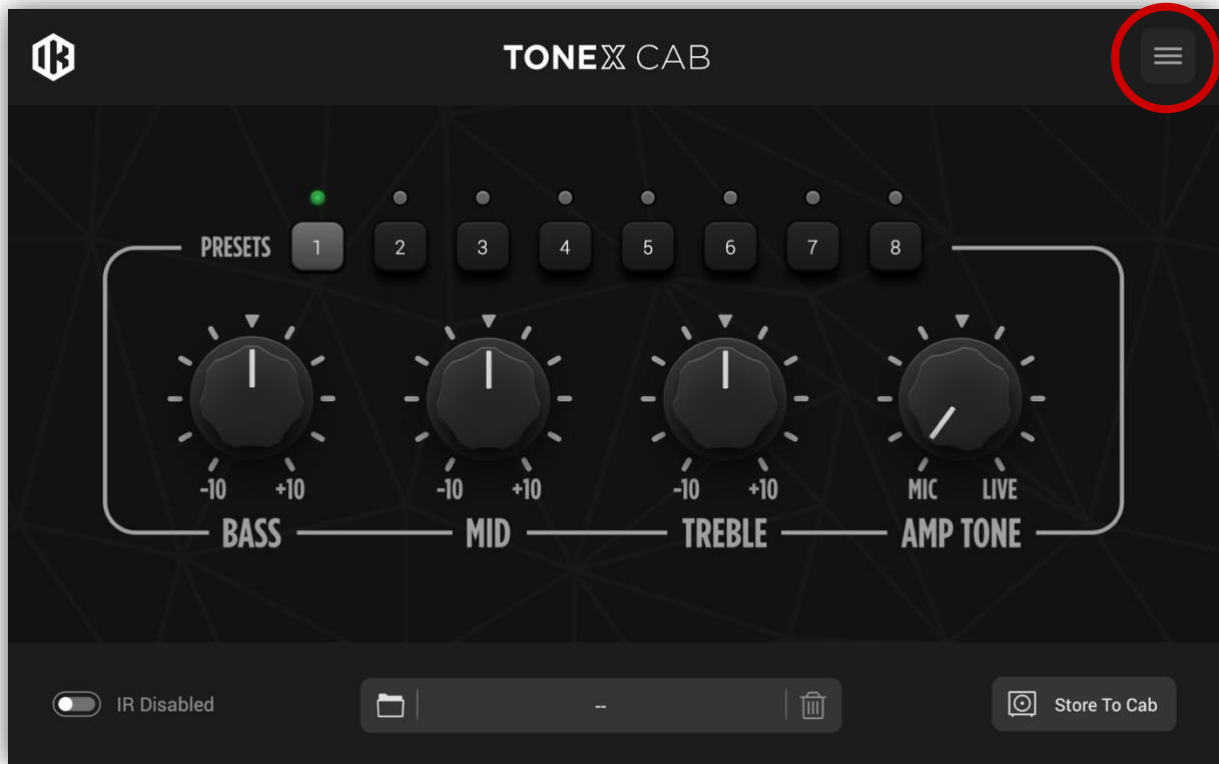 TONEX CAB
PRESETS 1 2 3 4 5 6 7 8
-10 +10 -10 +10 -10 +10 MIC LIVE
BASS MID TREBLE AMP TONE
IR Disabled -- Store To Cab